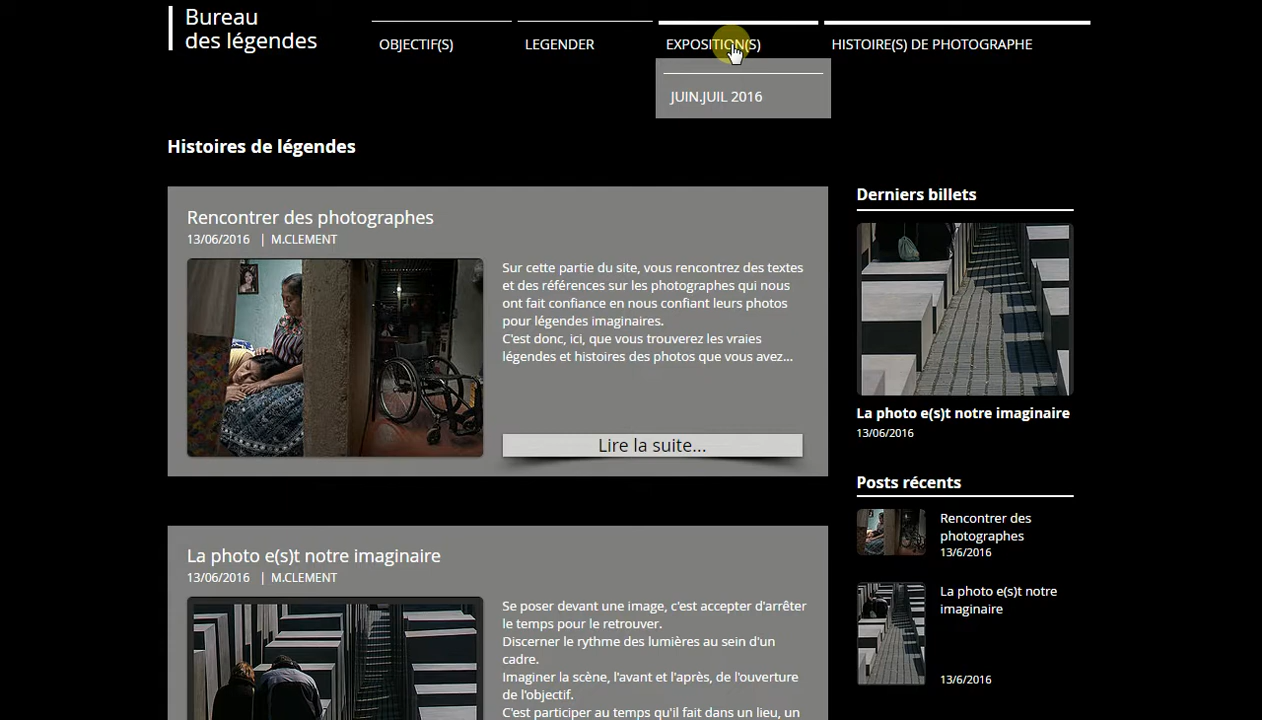 Bureau
des légendes
OBJECTIF(S)
LEGENDER
EXPOSITION(S)
HISTOIRE(S) DE PHOTOGRAPHE
JUIN.JUIL 2016
Histoires de légendes
Rencontrer des photographes
13/06/2016 | M.CLEMENT
Sur cette partie du site, vous rencontrez des textes
et des références sur les photographes qui nous
ont fait confiance en nous confiant leurs photos
pour légendes imaginaires.
C'est donc, ici, que vous trouverez les vraies
légendes et histoires des photos que vous avez...
Lire la suite...
La photo e(s)t notre imaginaire
13/06/2016 | M.CLEMENT
Se poser devant une image, c'est accepter d'arrêter
le temps pour le retrouver.
Discerner le rythme des lumières au sein d'un
cadre.
Imaginer la scène, l'avant et l'après, de l'ouverture
de l'objectif.
C'est participer au temps qu'il fait dans un lieu, un
Derniers billets
La photo e(s)t notre imaginaire
13/06/2016
Posts récents
Rencontrer des
photographes
13/6/2016
La photo e(s)t notre
imaginaire
13/6/2016